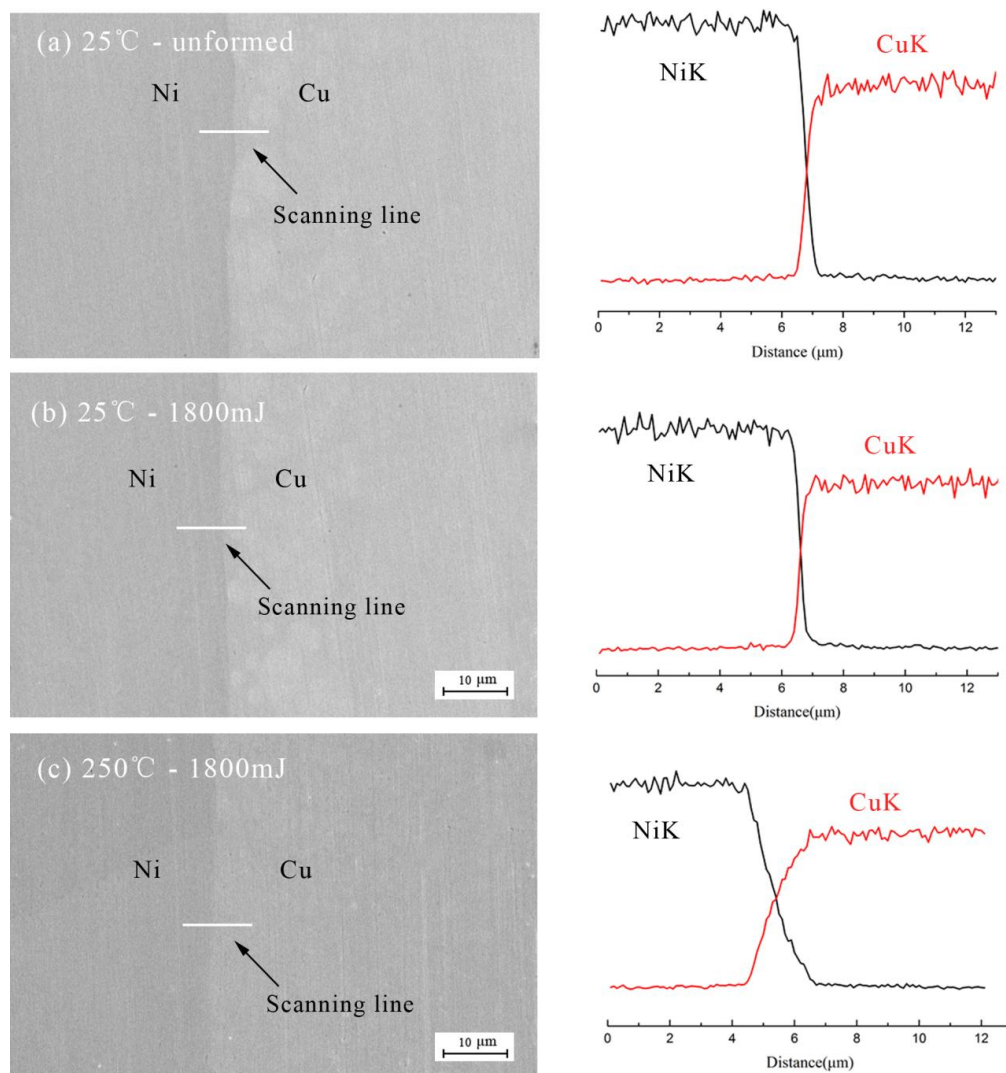 (a) 25℃ - unformed
Ni
Cu
Scanning line
NiK
CuK
0 2 4 6 8 10 12
Distance (μm)
(b) 25℃ - 1800mJ
Ni
Cu
Scanning line
10 μm
NiK
CuK
0 2 4 6 8 10 12
Distance(μm)
(c) 250℃ - 1800mJ
Ni
Cu
Scanning line
10 μm
NiK
CuK
0 2 4 6 8 10 12
Distance(μm)